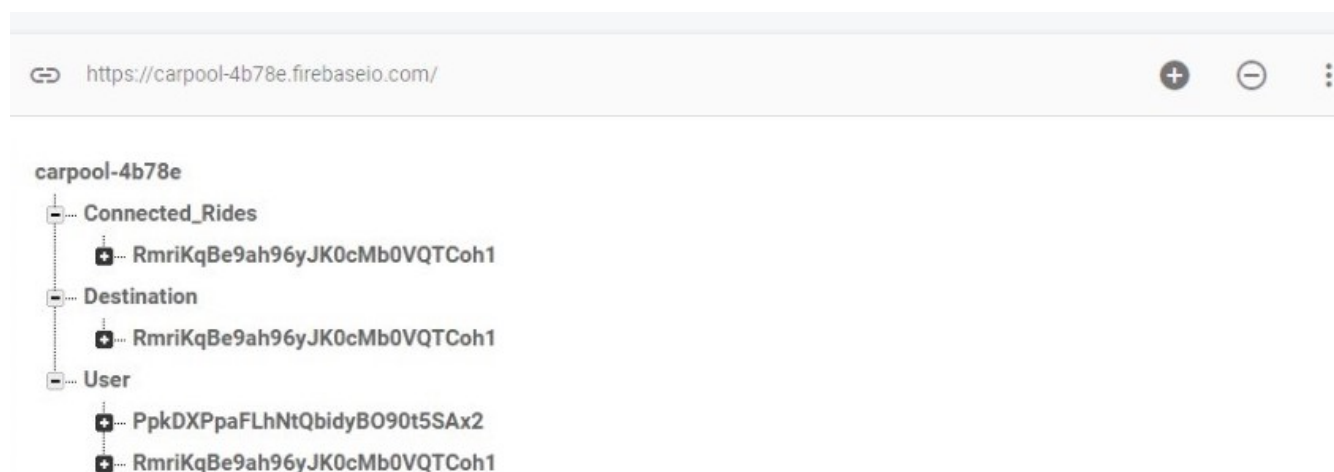 https://carpool-4b78e.firebaseio.com/
carpool-4b78e
Connected_Rides
RmriKqBe9ah96yJK0cMb0VQTCoh1
Destination
RmriKqBe9ah96yJK0cMb0VQTCoh1
User
PpkDXPpaFLhNtQbidyBO90t5SAx2
RmriKqBe9ah96yJK0cMb0VQTCoh1